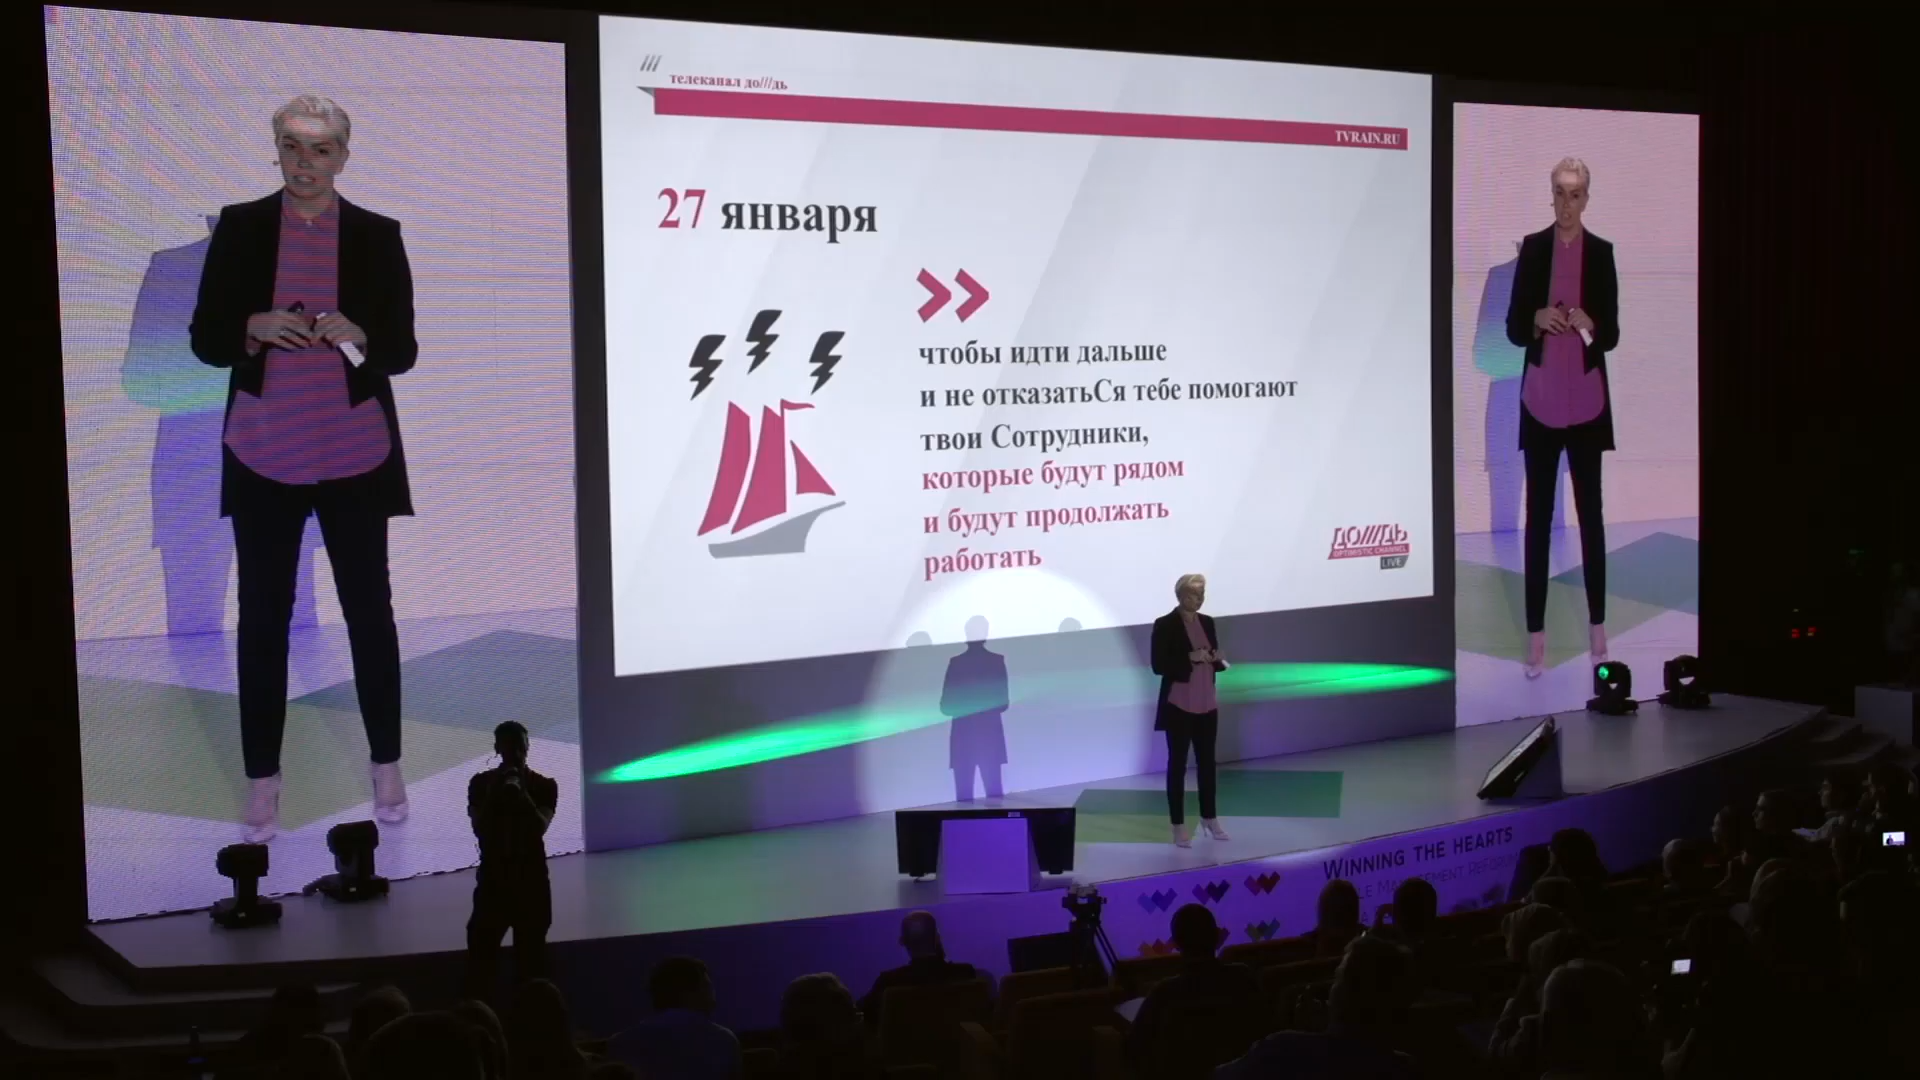 телеканал до///дь
TVRAIN.RU
27 января
чтобы идти дальше
и не отказатьСя тебе помогают
твои Сотрудники,
которые будут рядом
и будут продолжать
работать
ДО///ДЬ
OPTIMISTIC CHANNEL
LIVE
WINNING THE HEARTS